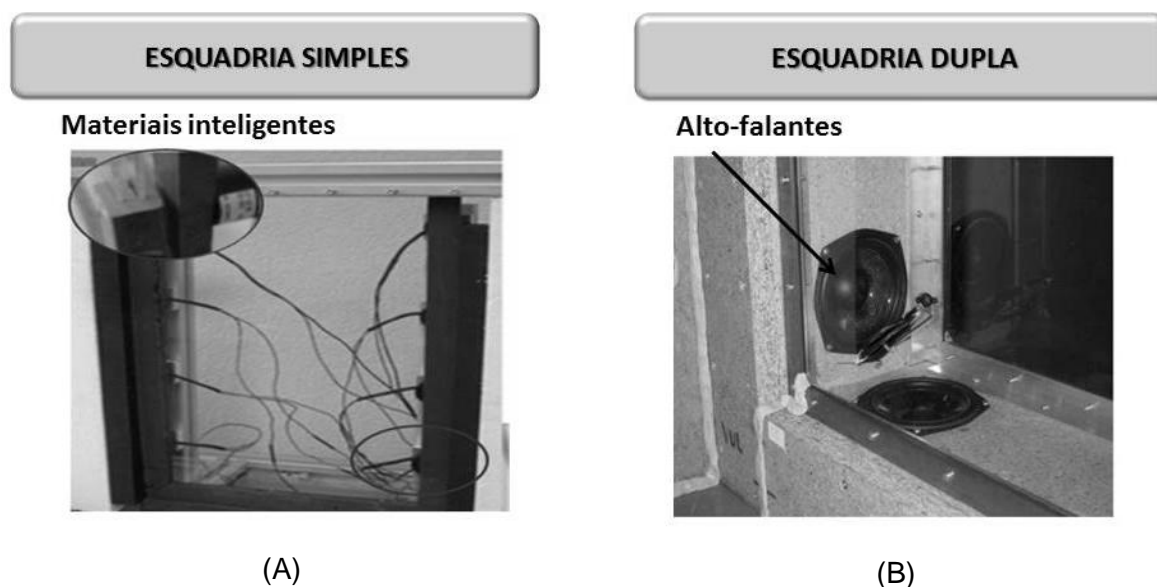 ESQUADRIA SIMPLES
ESQUADRIA DUPLA
Materiais inteligentes
Alto-falantes
(A)
(B)